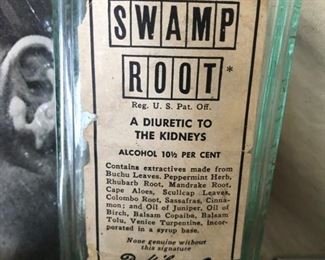 SWAMP
ROOT*
Reg. U. S. Pat. Off.
A DIURETIC TO
THE KIDNEYS
ALCOHOL 10½ PER CENT
Contains extractives made from
Buchu Leaves, Peppermint Herb,
Rhubarb Root, Mandrake Root,
Cape Aloes, Scullcap Leaves,
Colombo Root, Sassafras, Cinna-
mon; and Oil of Juniper, Oil of
Birch, Balsam Copaiba, Balsam
Tolu, Venice Turpentine, Incor-
porated in a syrup base.
None genuine without
this signature